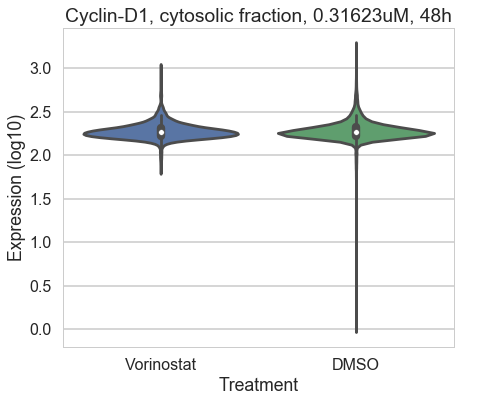 Cyclin-D1, cytosolic fraction, 0.31623uM, 48h
Expression (log10)
3.0
2.5
2.0
1.5
1.0
0.5
0.0
Vorinostat DMSO
Treatment